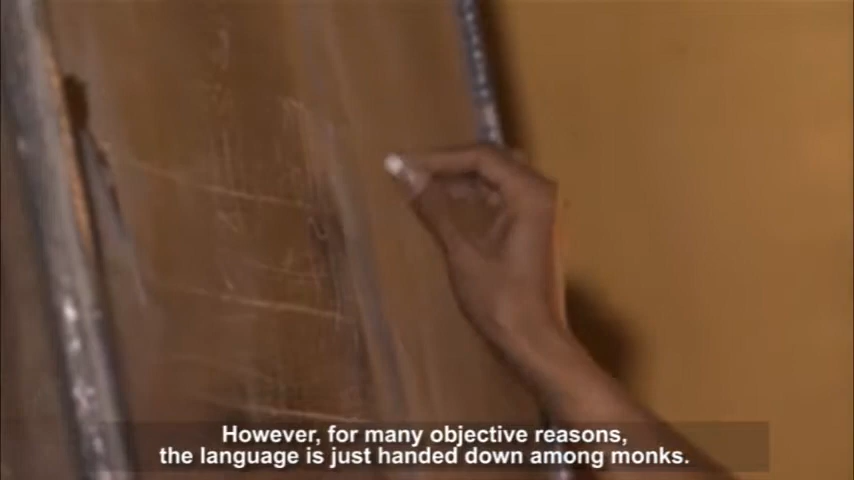 However, for many objective reasons,
the language is just handed down among monks.